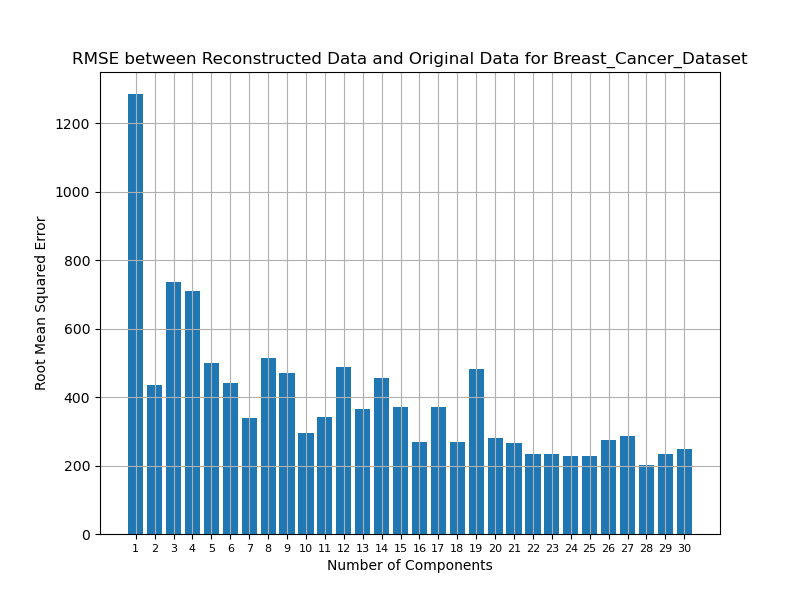 RMSE between Reconstructed Data and Original Data for Breast_Cancer_Dataset
1200
1000
800
600
400
200
0
Root Mean Squared Error
1 2 3 4 5 6 7 8 9 10 11 12 13 14 15 16 17 18 19 20 21 22 23 24 25 26 27 28 29 30
Number of Components